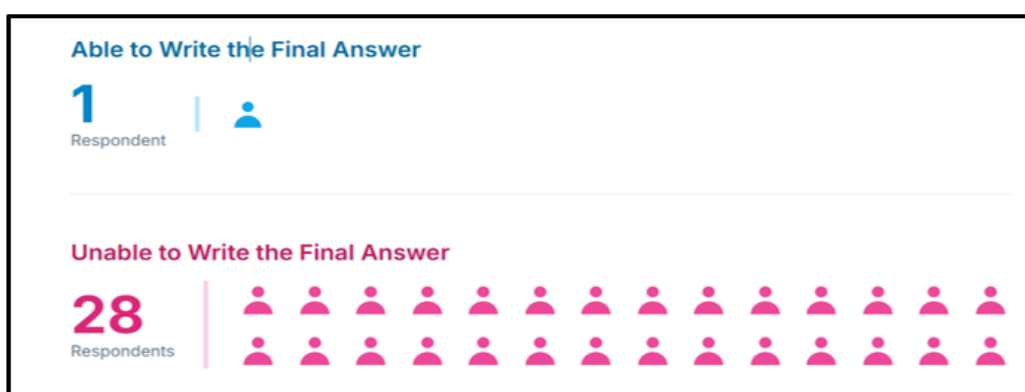 Able to Write the Final Answer
1
Respondent
Unable to Write the Final Answer
28
Respondents